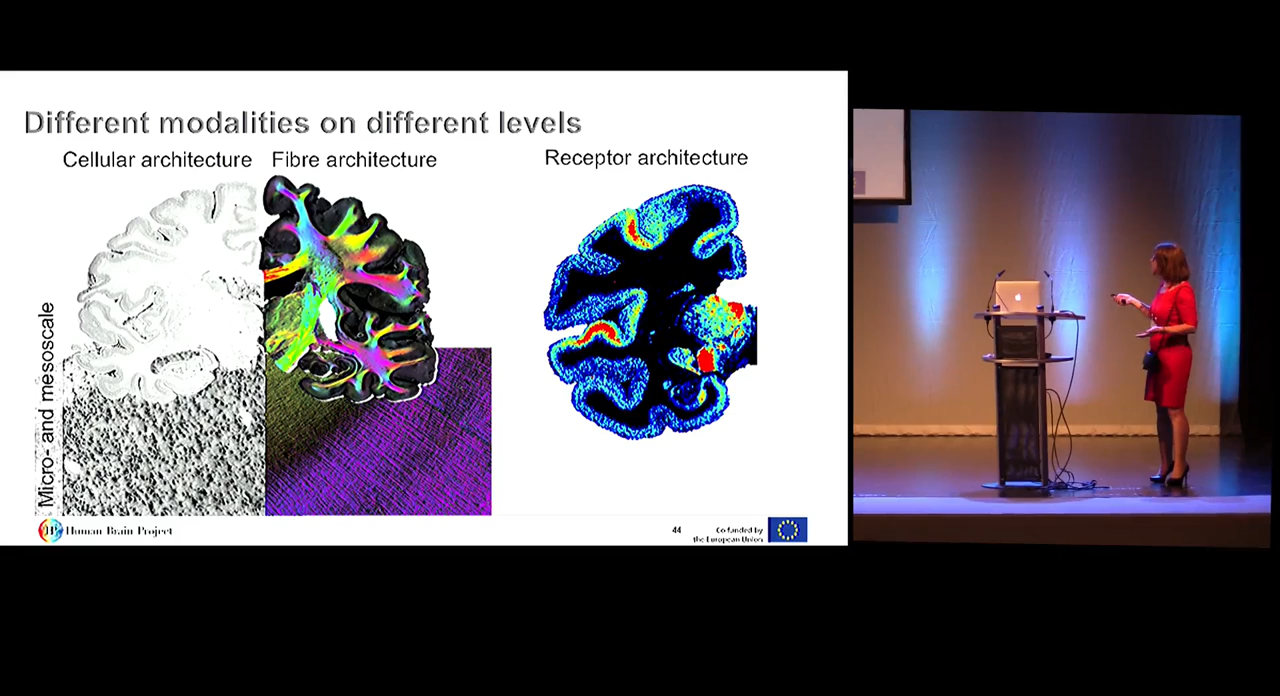 Different modalities on different levels
Cellular architecture
Fibre architecture
Receptor architecture
Micro- and mesoscale
Human Brain Project
44
Co-funded by
the European Union